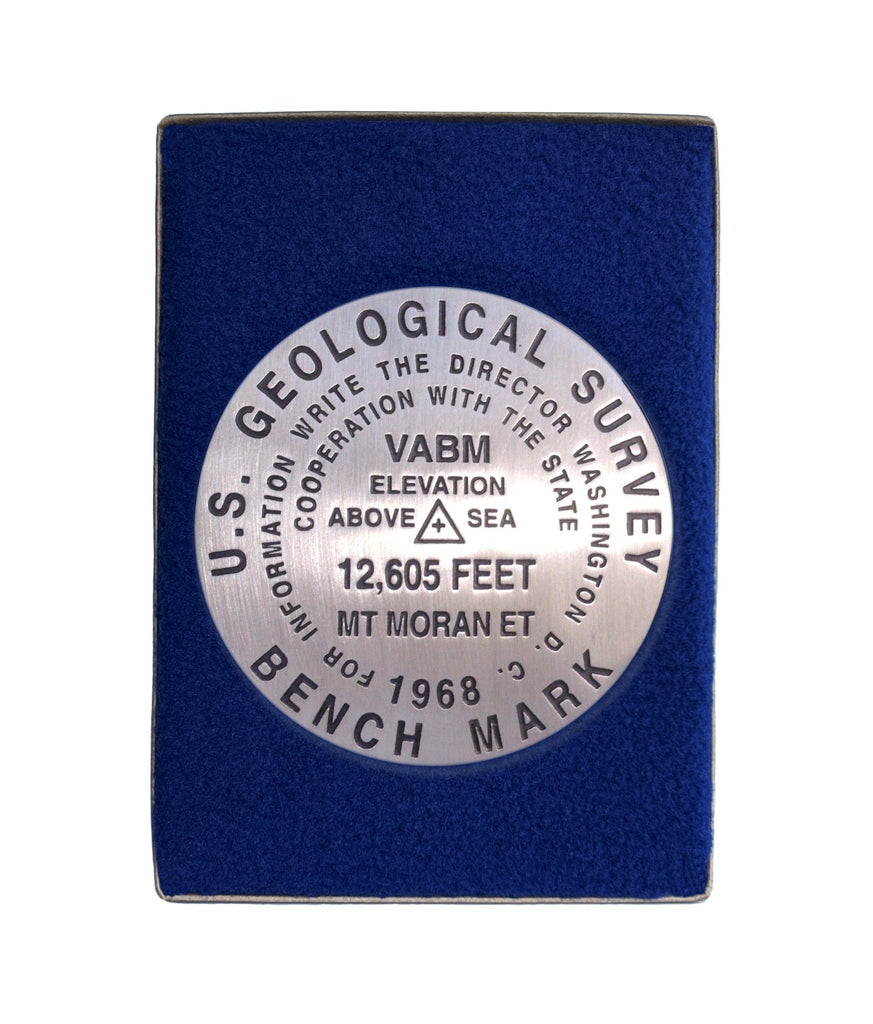 U.S. GEOLOGICAL SURVEY
FOR INFORMATION WRITE THE DIRECTOR WASHINGTON D. C.
COOPERATION WITH THE STATE
VABM
ELEVATION
ABOVE SEA
12,605 FEET
MT MORAN ET
1968
BENCH MARK